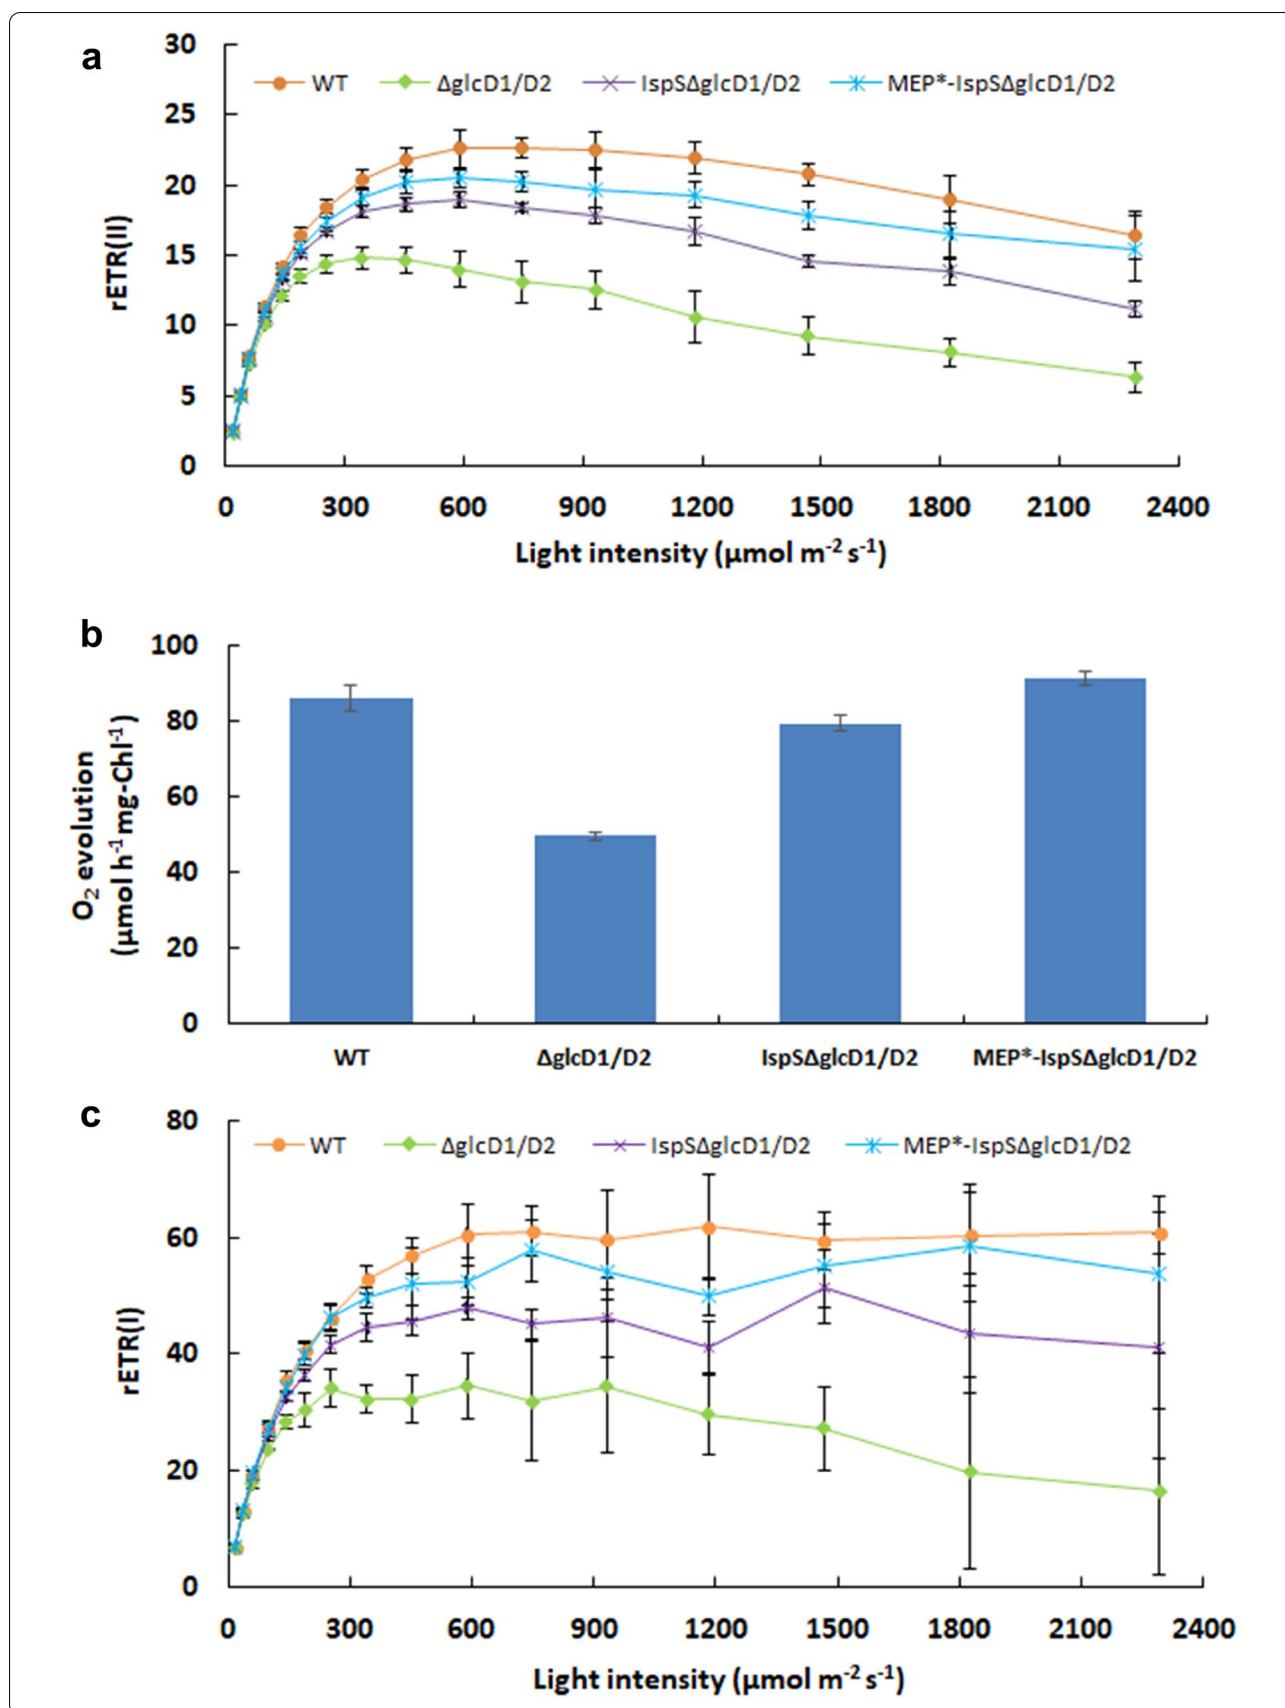 a
30
25
20
15
10
5
0
rETR(II)
WT ΔglcD1/D2 IspSΔglcD1/D2 MEP*-IspSΔglcD1/D2
0 300 600 900 1200 1500 1800 2100 2400
Light intensity (μmol m⁻² s⁻¹)
b
100
80
60
40
20
0
O₂ evolution
(μmol h⁻¹ mg-Chl⁻¹)
WT ΔglcD1/D2 IspSΔglcD1/D2 MEP*-IspSΔglcD1/D2
c
80
60
40
20
0
rETR(I)
WT ΔglcD1/D2 IspSΔglcD1/D2 MEP*-IspSΔglcD1/D2
0 300 600 900 1200 1500 1800 2100 2400
Light intensity (μmol m⁻² s⁻¹)